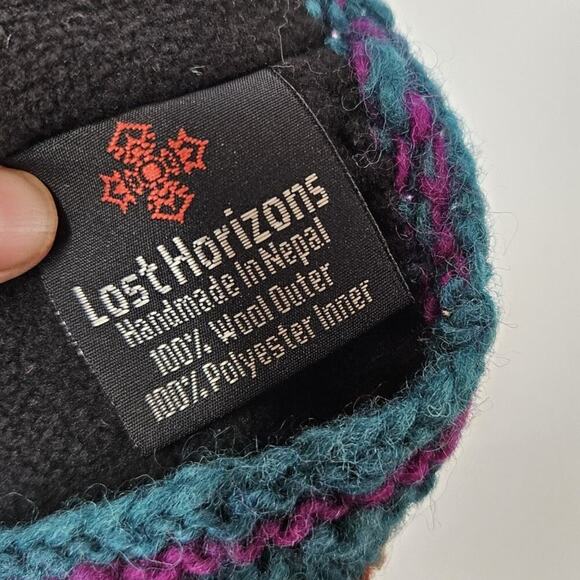 Lost Horizons
Handmade In Nepal
100% Wool Outer
100% Polyester Inner